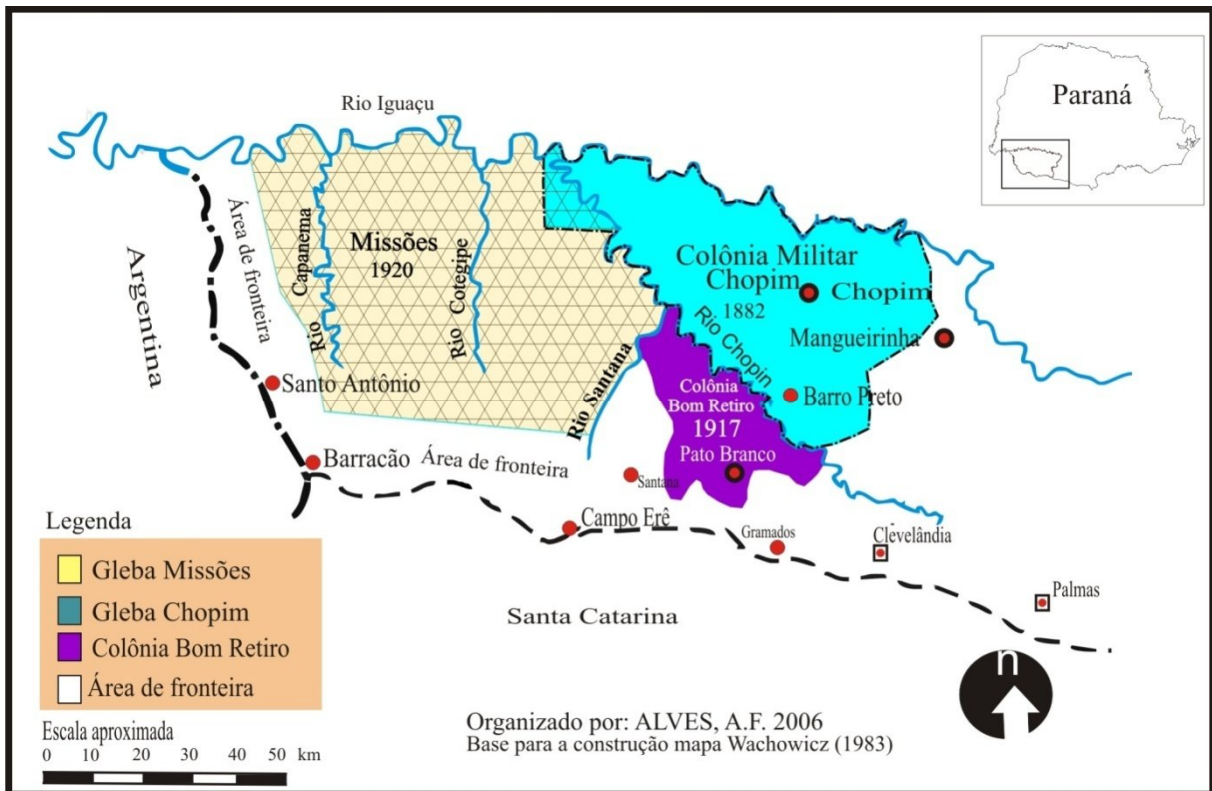 Paraná
Rio Iguaçu
Argentina
Área de fronteira
Rio Capanema
Missões
1920
Rio Cotegipe
Colônia Militar
Chopim
1882
Chopim
Mangueirinha
Rio Chopin
Barro Preto
Rio Santana
Colônia
Bom Retiro
1917
Pato Branco
Santo Antônio
Barracão
Área de fronteira
Santana
Campo Erê
Gramados
Clevelândia
Palmas
Santa Catarina
n
Legenda
Gleba Missões
Gleba Chopim
Colônia Bom Retiro
Área de fronteira
Escala aproximada
0 10 20 30 40 50 km
Organizado por: ALVES, A.F. 2006
Base para a construção mapa Wachowicz (1983)